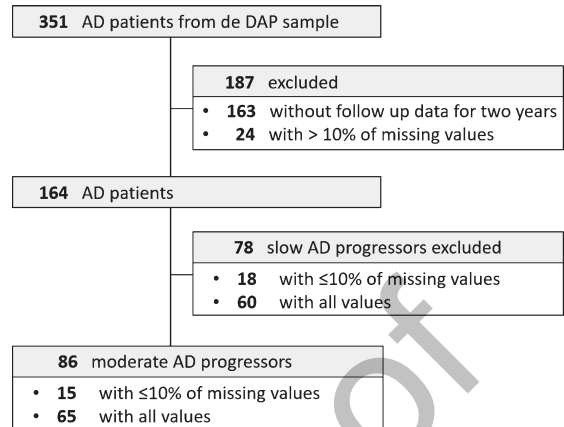 351 AD patients from de DAP sample
187 excluded
• 163 without follow up data for two years
• 24 with > 10% of missing values
164 AD patients
78 slow AD progressors excluded
• 18 with ≤10% of missing values
• 60 with all values
86 moderate AD progressors
• 15 with ≤10% of missing values
• 65 with all values
of